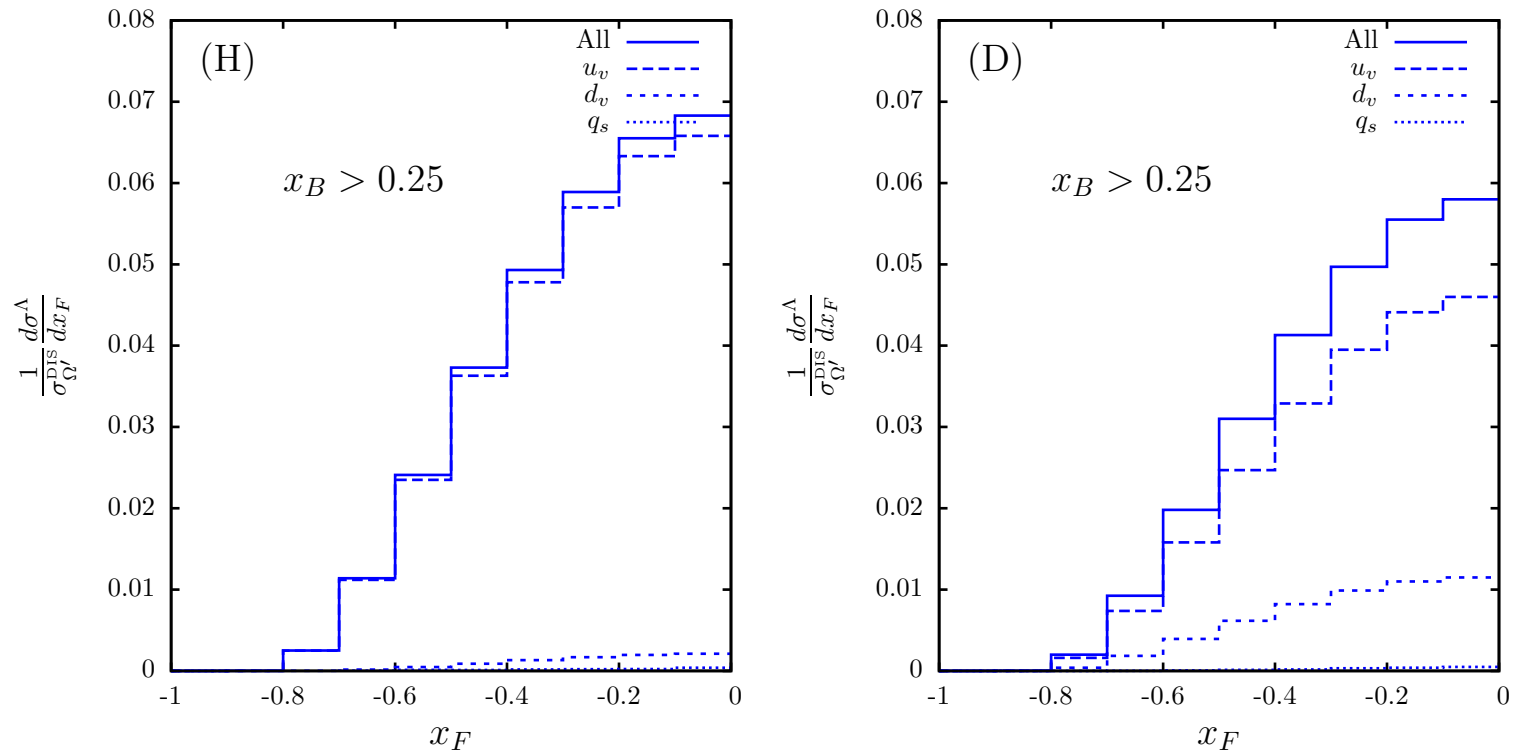 (H)
All
u_v
d_v
q_s
x_B > 0.25
0.08
0.07
0.06
0.05
0.04
0.03
0.02
0.01
0
-1 -0.8 -0.6 -0.4 -0.2 0
x_F
1/σ_Ω′^DIS dσ^Λ/dx_F
(D)
All
u_v
d_v
q_s
x_B > 0.25
0.08
0.07
0.06
0.05
0.04
0.03
0.02
0.01
0
-1 -0.8 -0.6 -0.4 -0.2 0
x_F
1/σ_Ω′^DIS dσ^Λ/dx_F